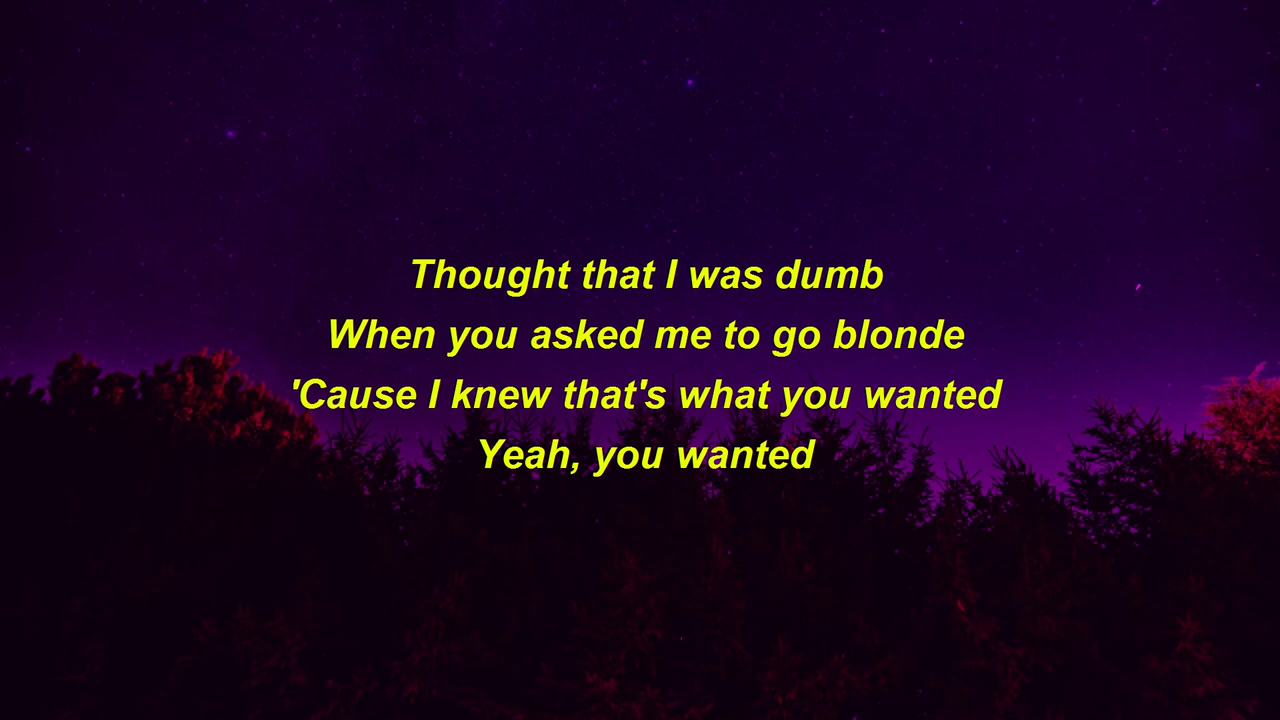 Thought that I was dumb
When you asked me to go blonde
'Cause I knew that's what you wanted
Yeah, you wanted